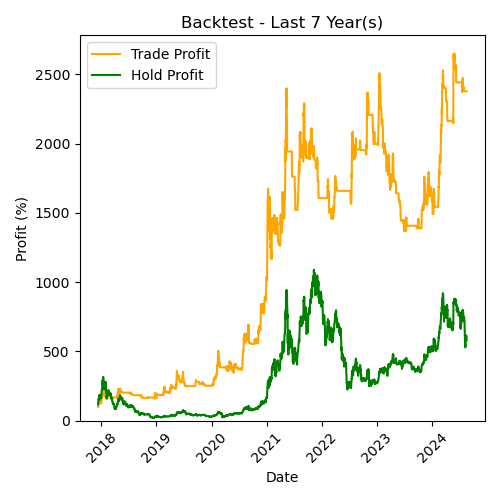 Backtest - Last 7 Year(s)
Trade Profit
Hold Profit
Profit (%)
2500
2000
1500
1000
500
0
2018
2019
2020
2021
2022
2023
2024
Date